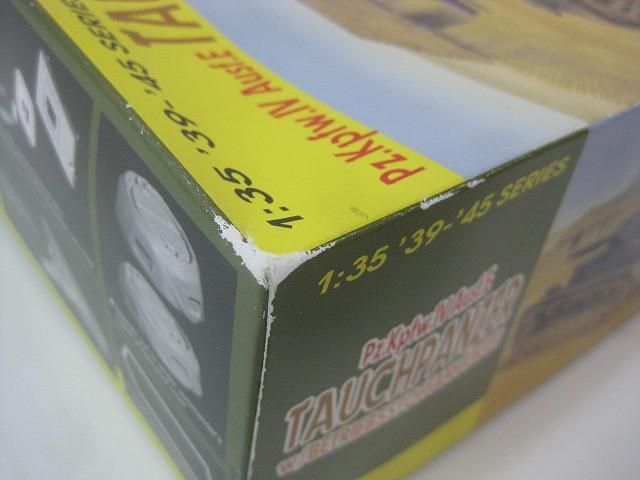 1:35 '39-'45 SERIES
Pz.Kpfw.IV Ausf.E TA
1:35 '39-'45 SERIES
Pz.Kpfw.IV Ausf.E
TAUCHPANZER